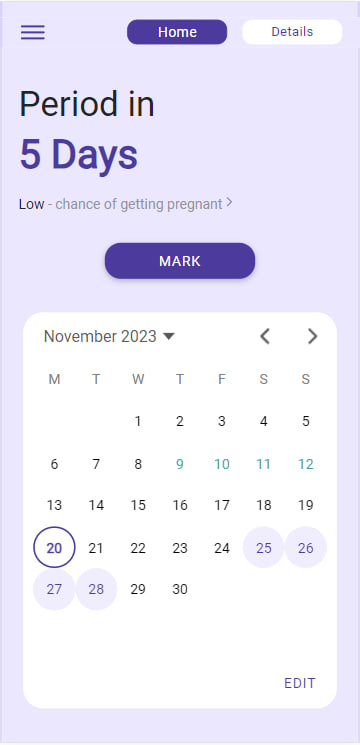 Home Details
Period in
5 Days
Low - chance of getting pregnant
MARK
November 2023
M T W T F S S
1 2 3 4 5
6 7 8 9 10 11 12
13 14 15 16 17 18 19
20 21 22 23 24 25 26
27 28 29 30
EDIT